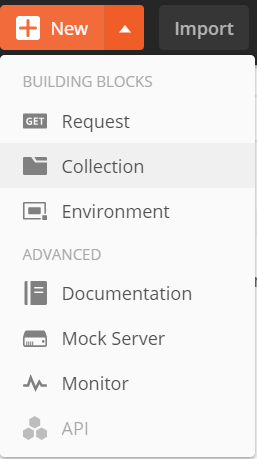 New
Import
BUILDING BLOCKS
GET Request
Collection
Environment
ADVANCED
Documentation
Mock Server
Monitor
API